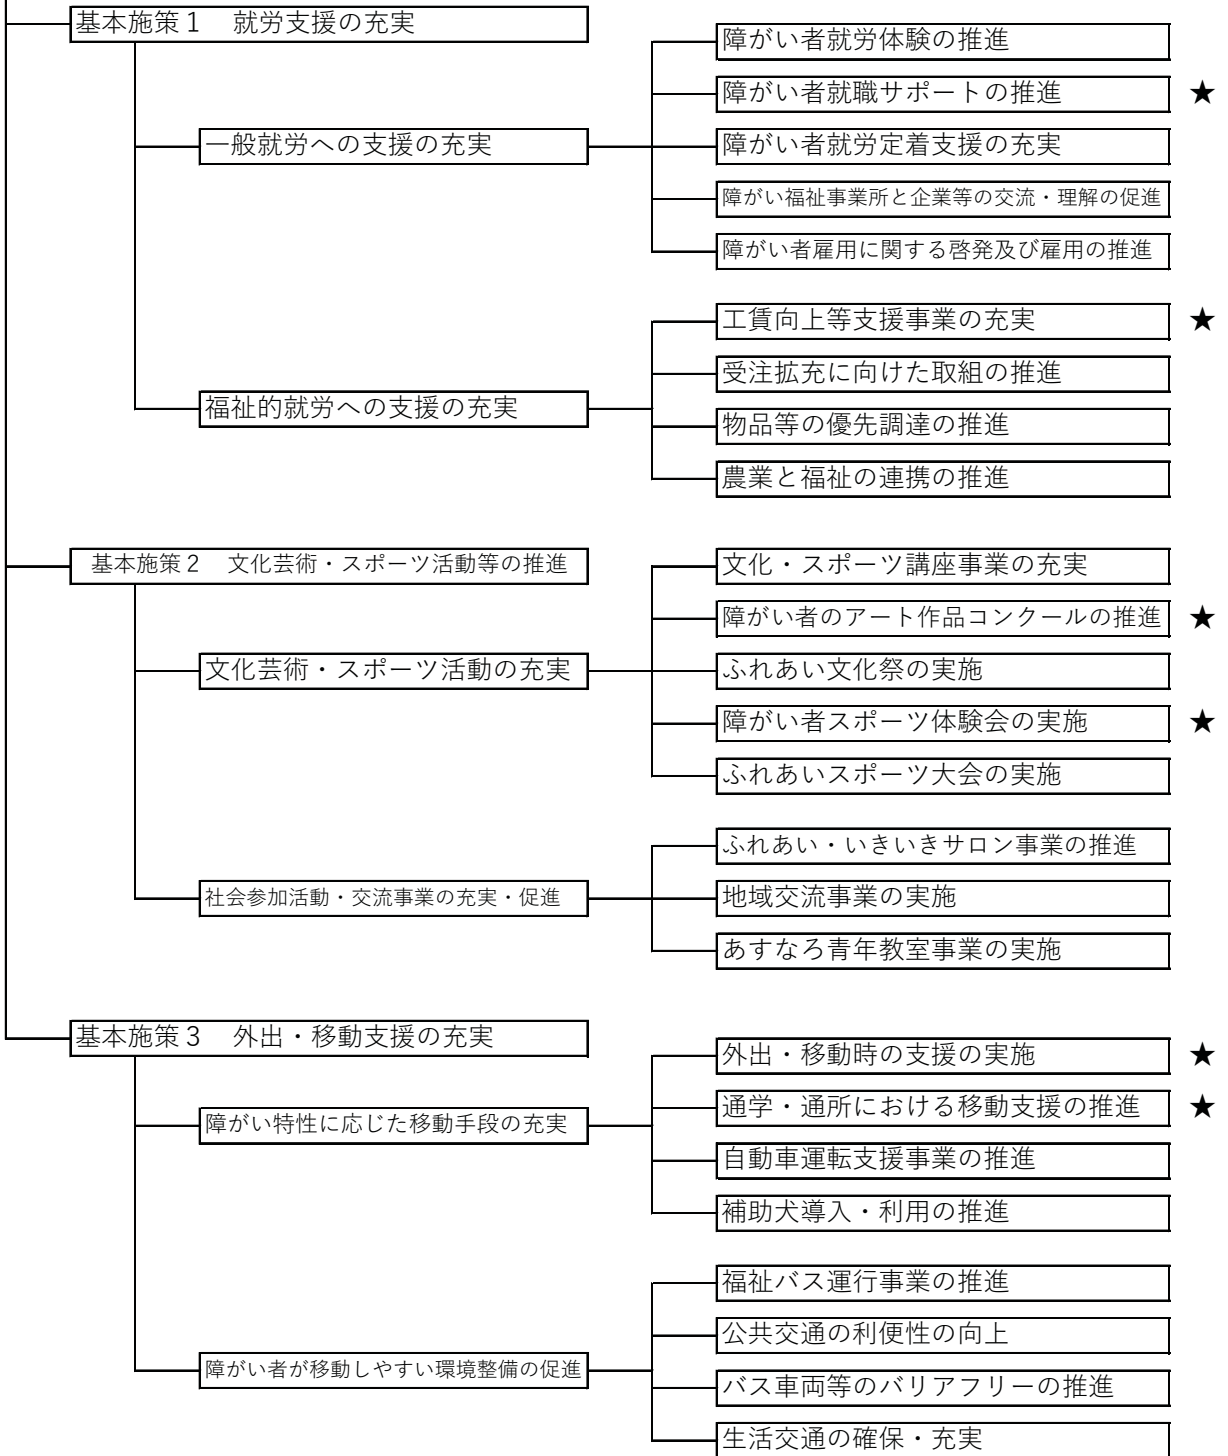 基本施策１　就労支援の充実
一般就労への支援の充実
障がい者就労体験の推進
障がい者就職サポートの推進 ★
障がい者就労定着支援の充実
障がい福祉事業所と企業等の交流・理解の促進
障がい者雇用に関する啓発及び雇用の推進
福祉的就労への支援の充実
工賃向上等支援事業の充実 ★
受注拡充に向けた取組の推進
物品等の優先調達の推進
農業と福祉の連携の推進
基本施策２　文化芸術・スポーツ活動等の推進
文化芸術・スポーツ活動の充実
文化・スポーツ講座事業の充実
障がい者のアート作品コンクールの推進 ★
ふれあい文化祭の実施
障がい者スポーツ体験会の実施 ★
ふれあいスポーツ大会の実施
社会参加活動・交流事業の充実・促進
ふれあい・いきいきサロン事業の推進
地域交流事業の実施
あすなろ青年教室事業の実施
基本施策３　外出・移動支援の充実
障がい特性に応じた移動手段の充実
外出・移動時の支援の実施 ★
通学・通所における移動支援の推進 ★
自動車運転支援事業の推進
補助犬導入・利用の推進
障がい者が移動しやすい環境整備の促進
福祉バス運行事業の推進
公共交通の利便性の向上
バス車両等のバリアフリーの推進
生活交通の確保・充実